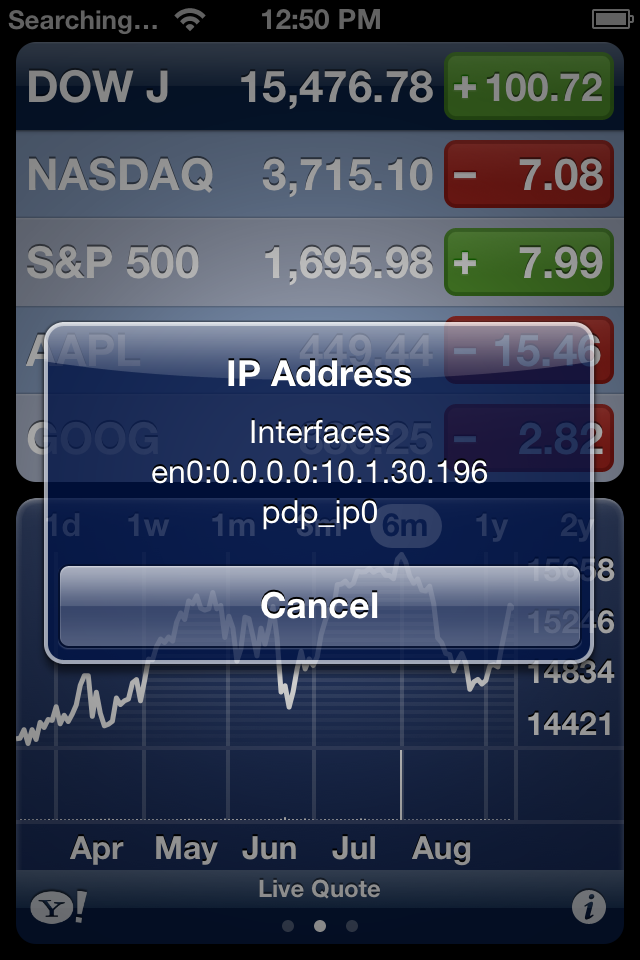 Searching... 12:50 PM
DOW J 15,476.78 + 100.72
NASDAQ 3,715.10 − 7.08
S&P 500 1,695.98 + 7.99
AAPL 449.44 − 15.46
GOOG − 2.82
IP Address
Interfaces
en0:0.0.0.0:10.1.30.196
pdp_ip0
1d 1w 1m 3m 6m 1y 2y
Cancel
15658
15246
14834
14421
Apr May Jun Jul Aug
Live Quote
Y! i